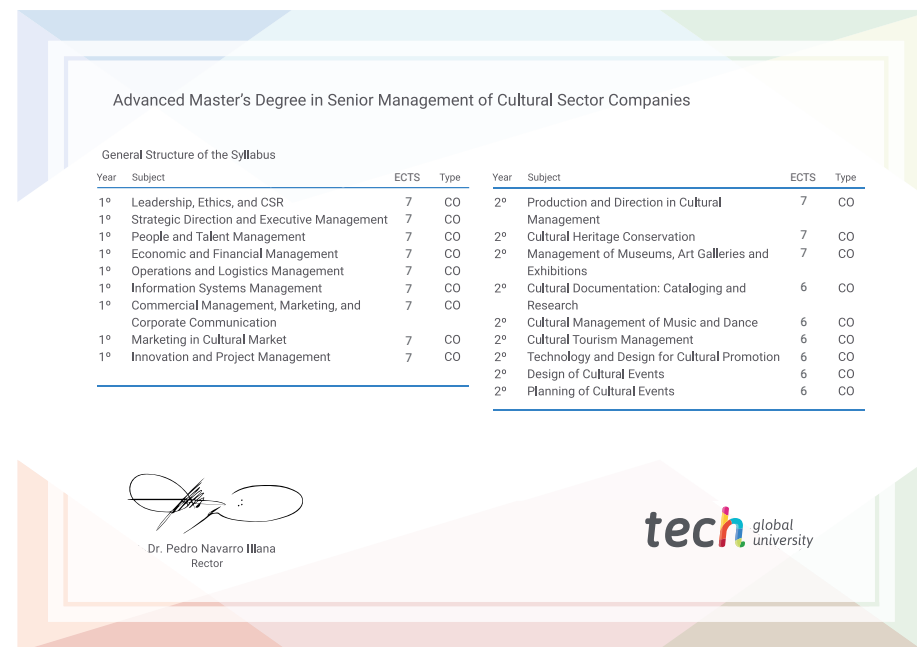 Advanced Master's Degree in Senior Management of Cultural Sector Companies
General Structure of the Syllabus
Year Subject ECTS Type
1º Leadership, Ethics, and CSR 7 CO
1º Strategic Direction and Executive Management 7 CO
1º People and Talent Management 7 CO
1º Economic and Financial Management 7 CO
1º Operations and Logistics Management 7 CO
1º Information Systems Management 7 CO
1º Commercial Management, Marketing, and 7 CO
Corporate Communication
1º Marketing in Cultural Market 7 CO
1º Innovation and Project Management 7 CO
Year Subject ECTS Type
2º Production and Direction in Cultural 7 CO
Management
2º Cultural Heritage Conservation 7 CO
2º Management of Museums, Art Galleries and 7 CO
Exhibitions
2º Cultural Documentation: Cataloging and 6 CO
Research
2º Cultural Management of Music and Dance 6 CO
2º Cultural Tourism Management 6 CO
2º Technology and Design for Cultural Promotion 6 CO
2º Design of Cultural Events 6 CO
2º Planning of Cultural Events 6 CO
Dr. Pedro Navarro Illana
Rector
tech global
university